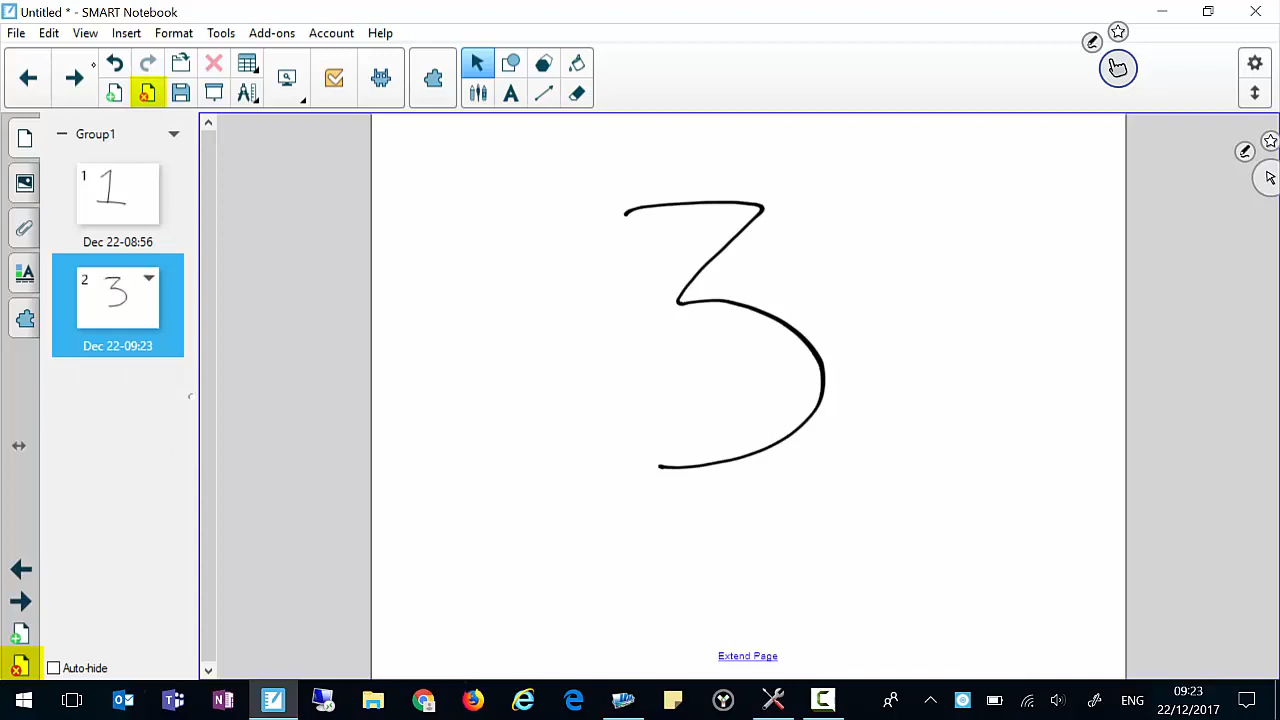 Untitled * - SMART Notebook
File Edit View Insert Format Tools Add-ons Account Help
Group1
1
1
Dec 22-08:56
2
3
Dec 22-09:23
3
Extend Page
Auto-hide
ENG
09:23
22/12/2017